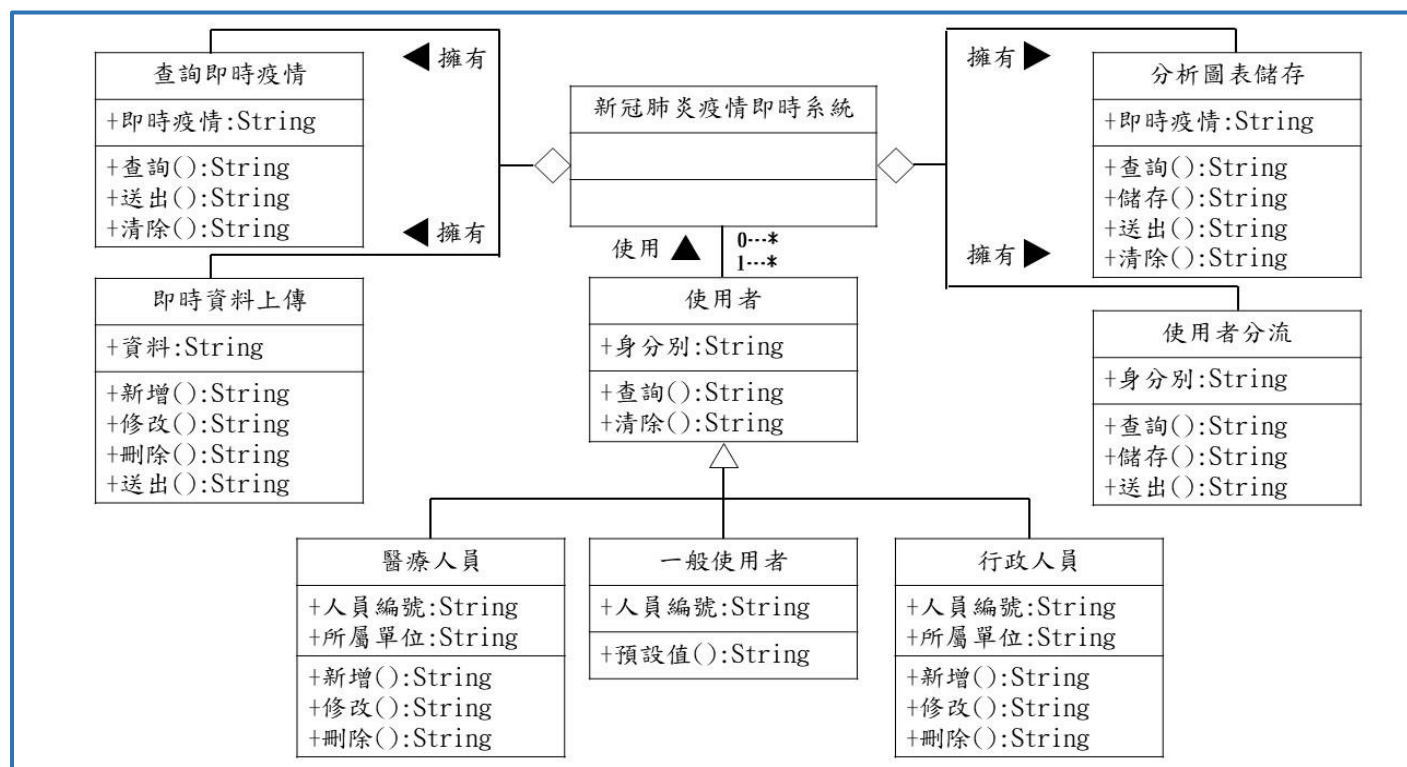 擁有
擁有
查詢即時疫情
+即時疫情:String
+查詢():String
+送出():String
+清除():String
新冠肺炎疫情即時系統
分析圖表儲存
+即時疫情:String
+查詢():String
+儲存():String
+送出():String
+清除():String
擁有
使用
0---*
1---*
擁有
即時資料上傳
+資料:String
+新增():String
+修改():String
+刪除():String
+送出():String
使用者
+身分別:String
+查詢():String
+清除():String
使用者分流
+身分別:String
+查詢():String
+儲存():String
+送出():String
醫療人員
+人員編號:String
+所屬單位:String
+新增():String
+修改():String
+刪除():String
一般使用者
+人員編號:String
+預設值():String
行政人員
+人員編號:String
+所屬單位:String
+新增():String
+修改():String
+刪除():String